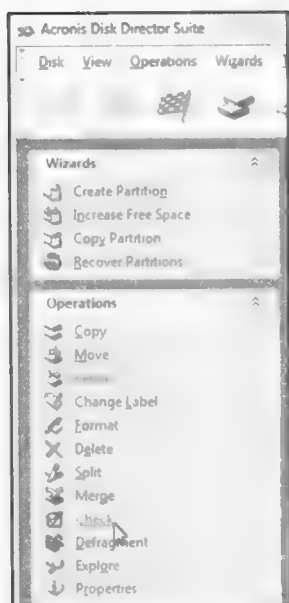 Acronis Disk Director Suite
Disk View Operations Wizards
Wizards
Create Partition
Increase Free Space
Copy Partition
Recover Partitions
Operations
Copy
Move
Change Label
Format
Delete
Split
Merge
Check
Defragment
Explore
Properties